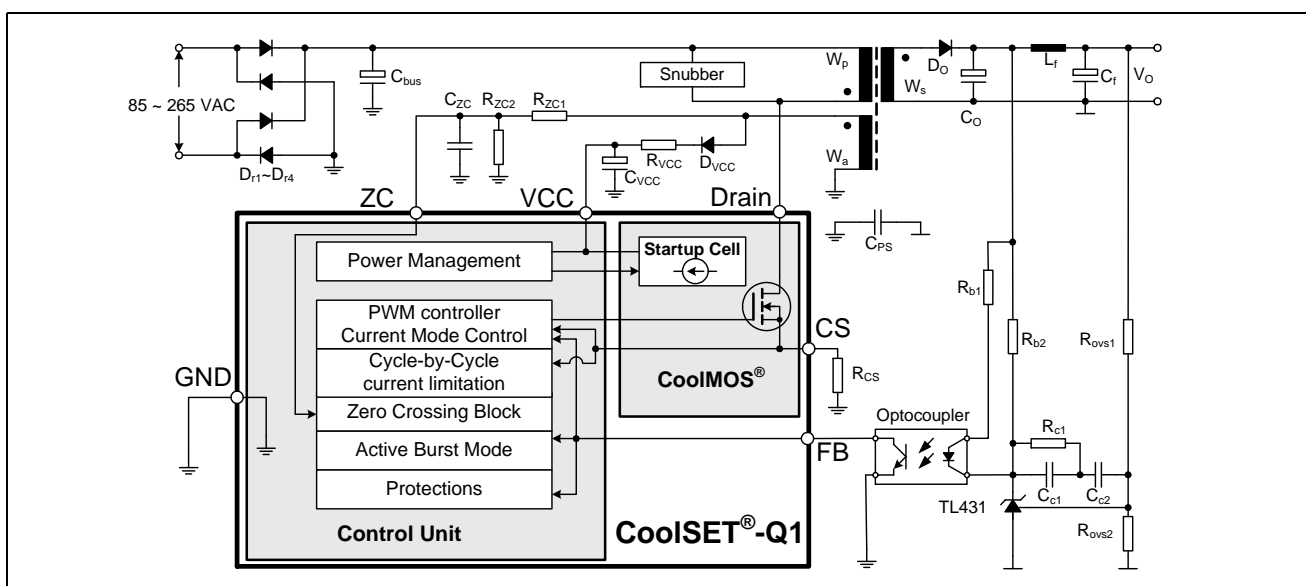 85 ~ 265 VAC
Dr1~Dr4
Cbus
Snubber
Wp
Ws
DO
CO
Lf
Cf
VO
CZC
RZC2
RZC1
RVCC
DVCC
CVCC
Wa
ZC
VCC
Drain
CPS
Power Management
Startup Cell
PWM controller
Current Mode Control
Cycle-by-Cycle
current limitation
Zero Crossing Block
Active Burst Mode
Protections
Control Unit
CoolMOS®
CoolSET®-Q1
GND
CS
RCS
FB
Optocoupler
Rb1
Rb2
Rovs1
Rc1
Cc1
Cc2
TL431
Rovs2